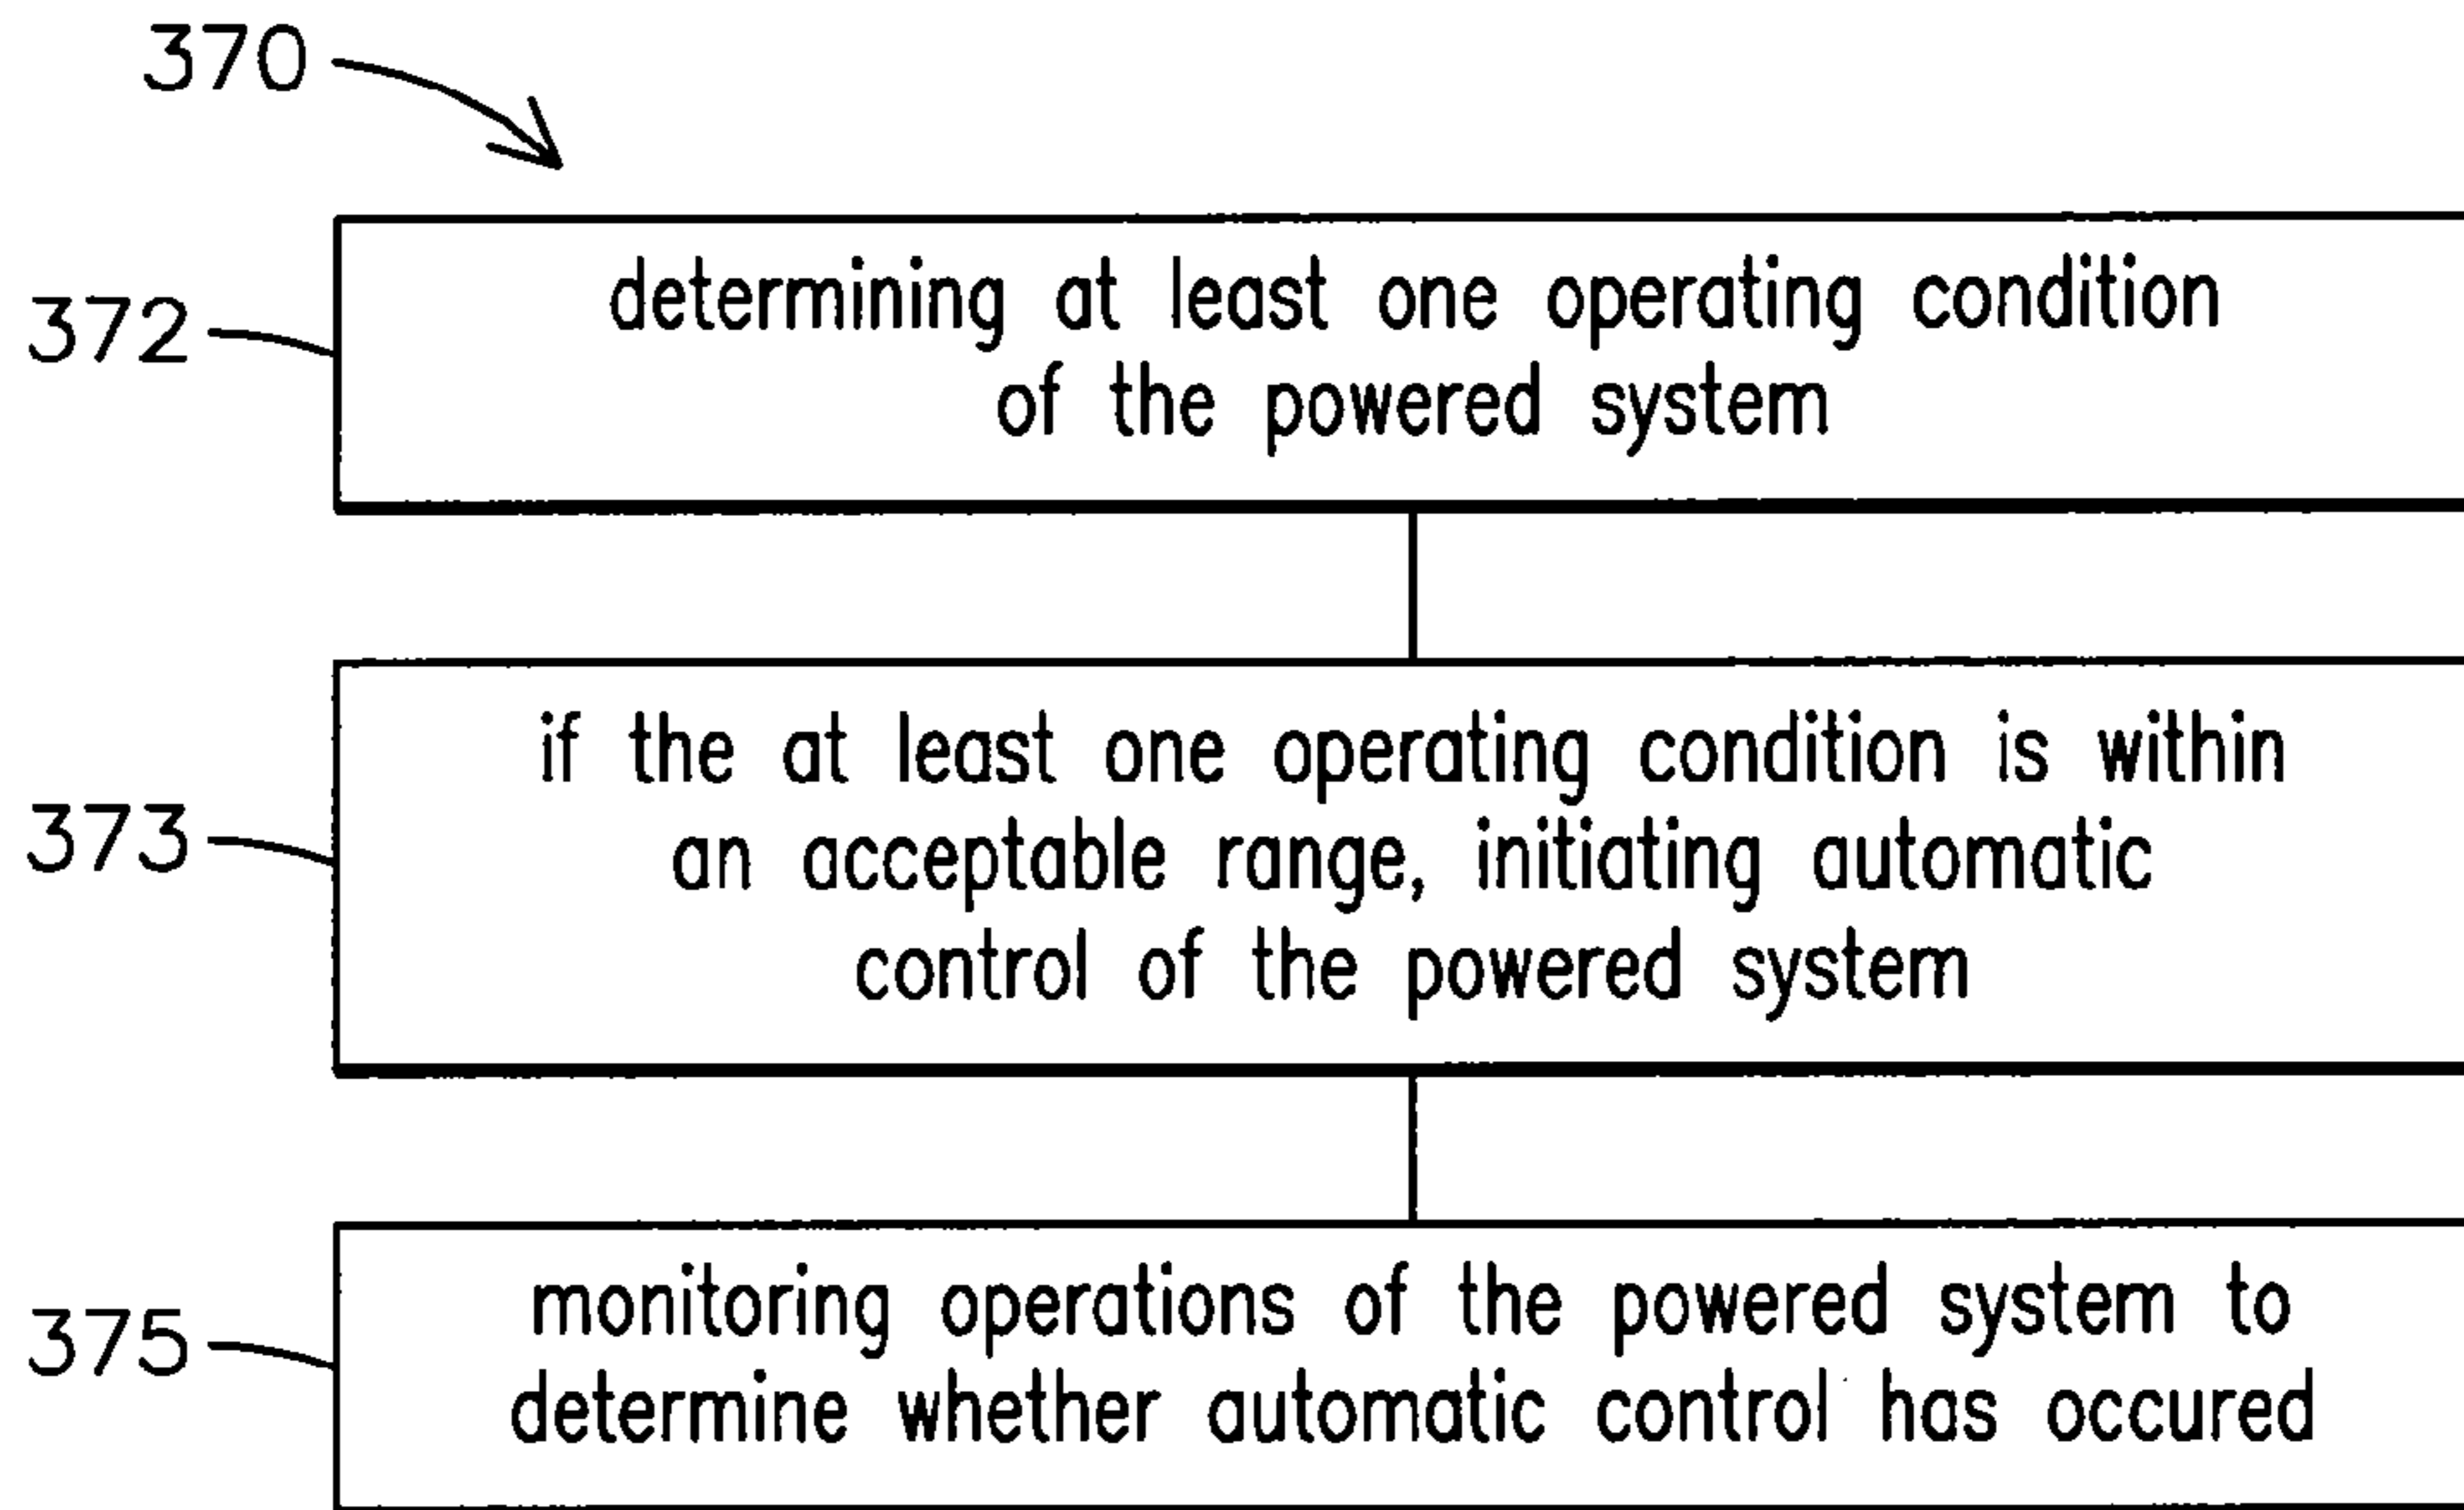 370
372
determining at least one operating condition
of the powered system
373
if the at least one operating condition is within
an acceptable range, initiating automatic
control of the powered system
375
monitoring operations of the powered system to
determine whether automatic control has occured